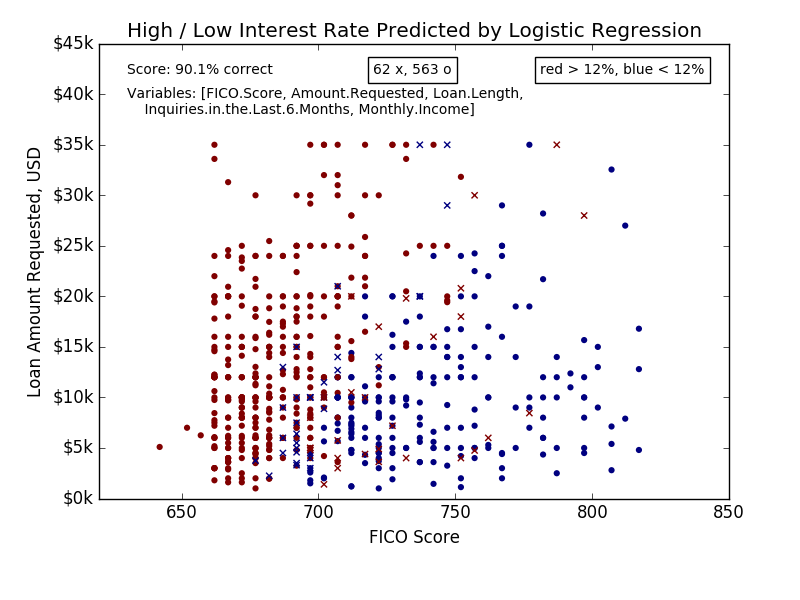 High / Low Interest Rate Predicted by Logistic Regression
$45k
Score: 90.1% correct
62 x, 563 o
red > 12%, blue < 12%
Variables: [FICO.Score, Amount.Requested, Loan.Length,
Inquiries.in.the.Last.6.Months, Monthly.Income]
$40k
$35k
$30k
$25k
$20k
$15k
$10k
$5k
$0k
Loan Amount Requested, USD
650
700
750
800
850
FICO Score